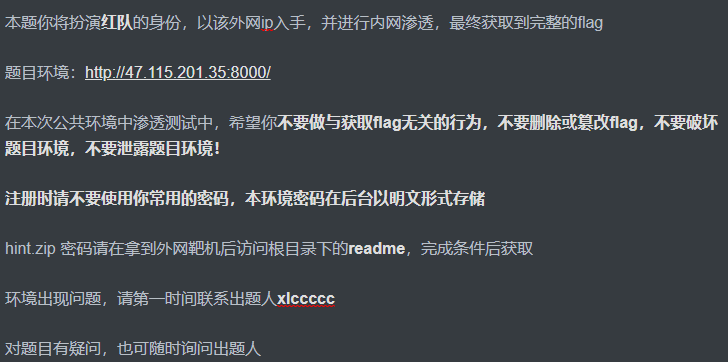 本题你将扮演红队的身份，以该外网ip入手，并进行内网渗透，最终获取到完整的flag
题目环境：http://47.115.201.35:8000/
在本次公共环境中渗透测试中，希望你不要做与获取flag无关的行为，不要删除或篡改flag，不要破坏
题目环境，不要泄露题目环境！
注册时请不要使用你常用的密码，本环境密码在后台以明文形式存储
hint.zip 密码请在拿到外网靶机后访问根目录下的readme，完成条件后获取
环境出现问题，请第一时间联系出题人xlccccc
对题目有疑问，也可随时询问出题人